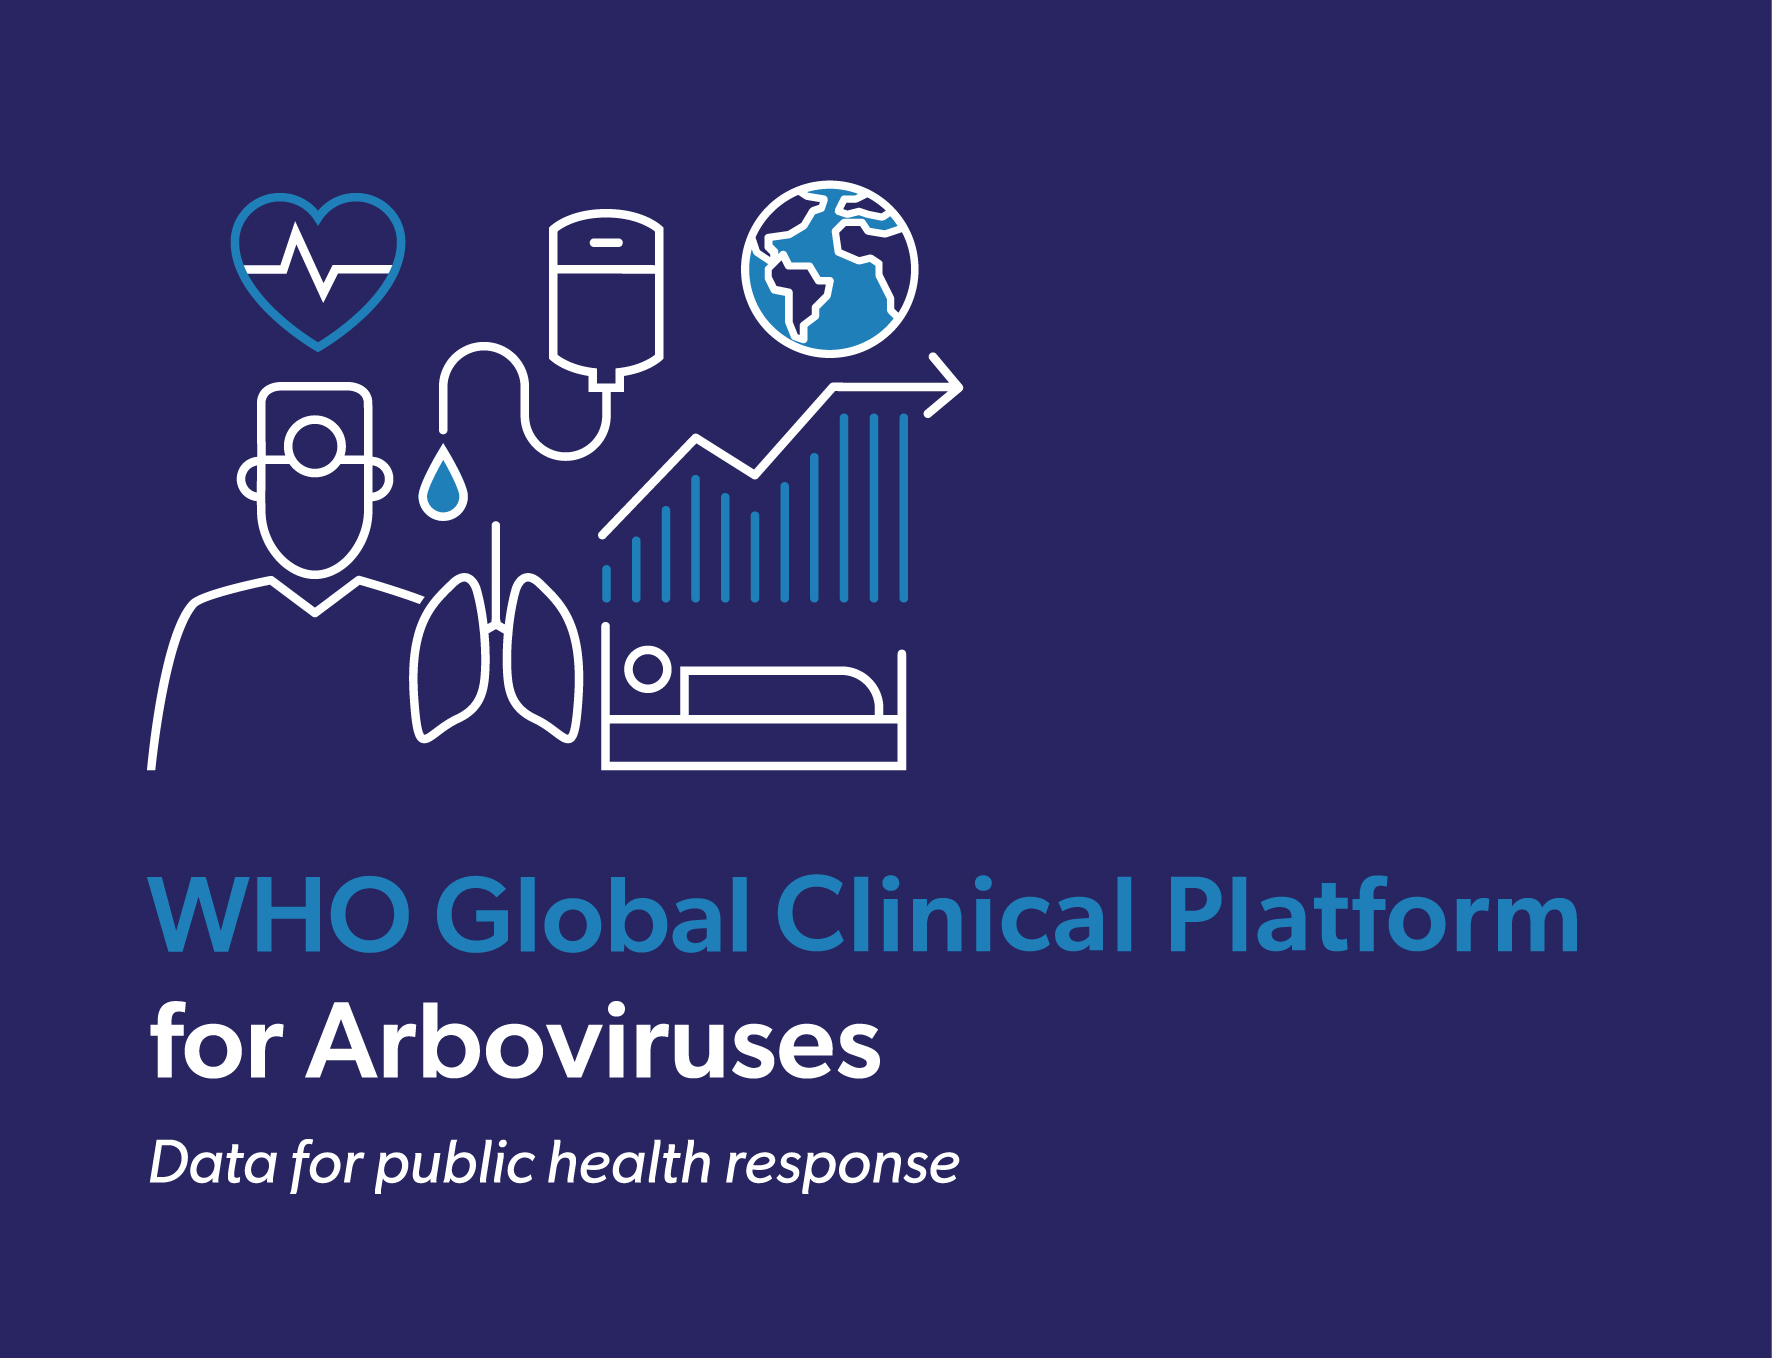 WHO Global Clinical Platform
for Arboviruses
Data for public health response